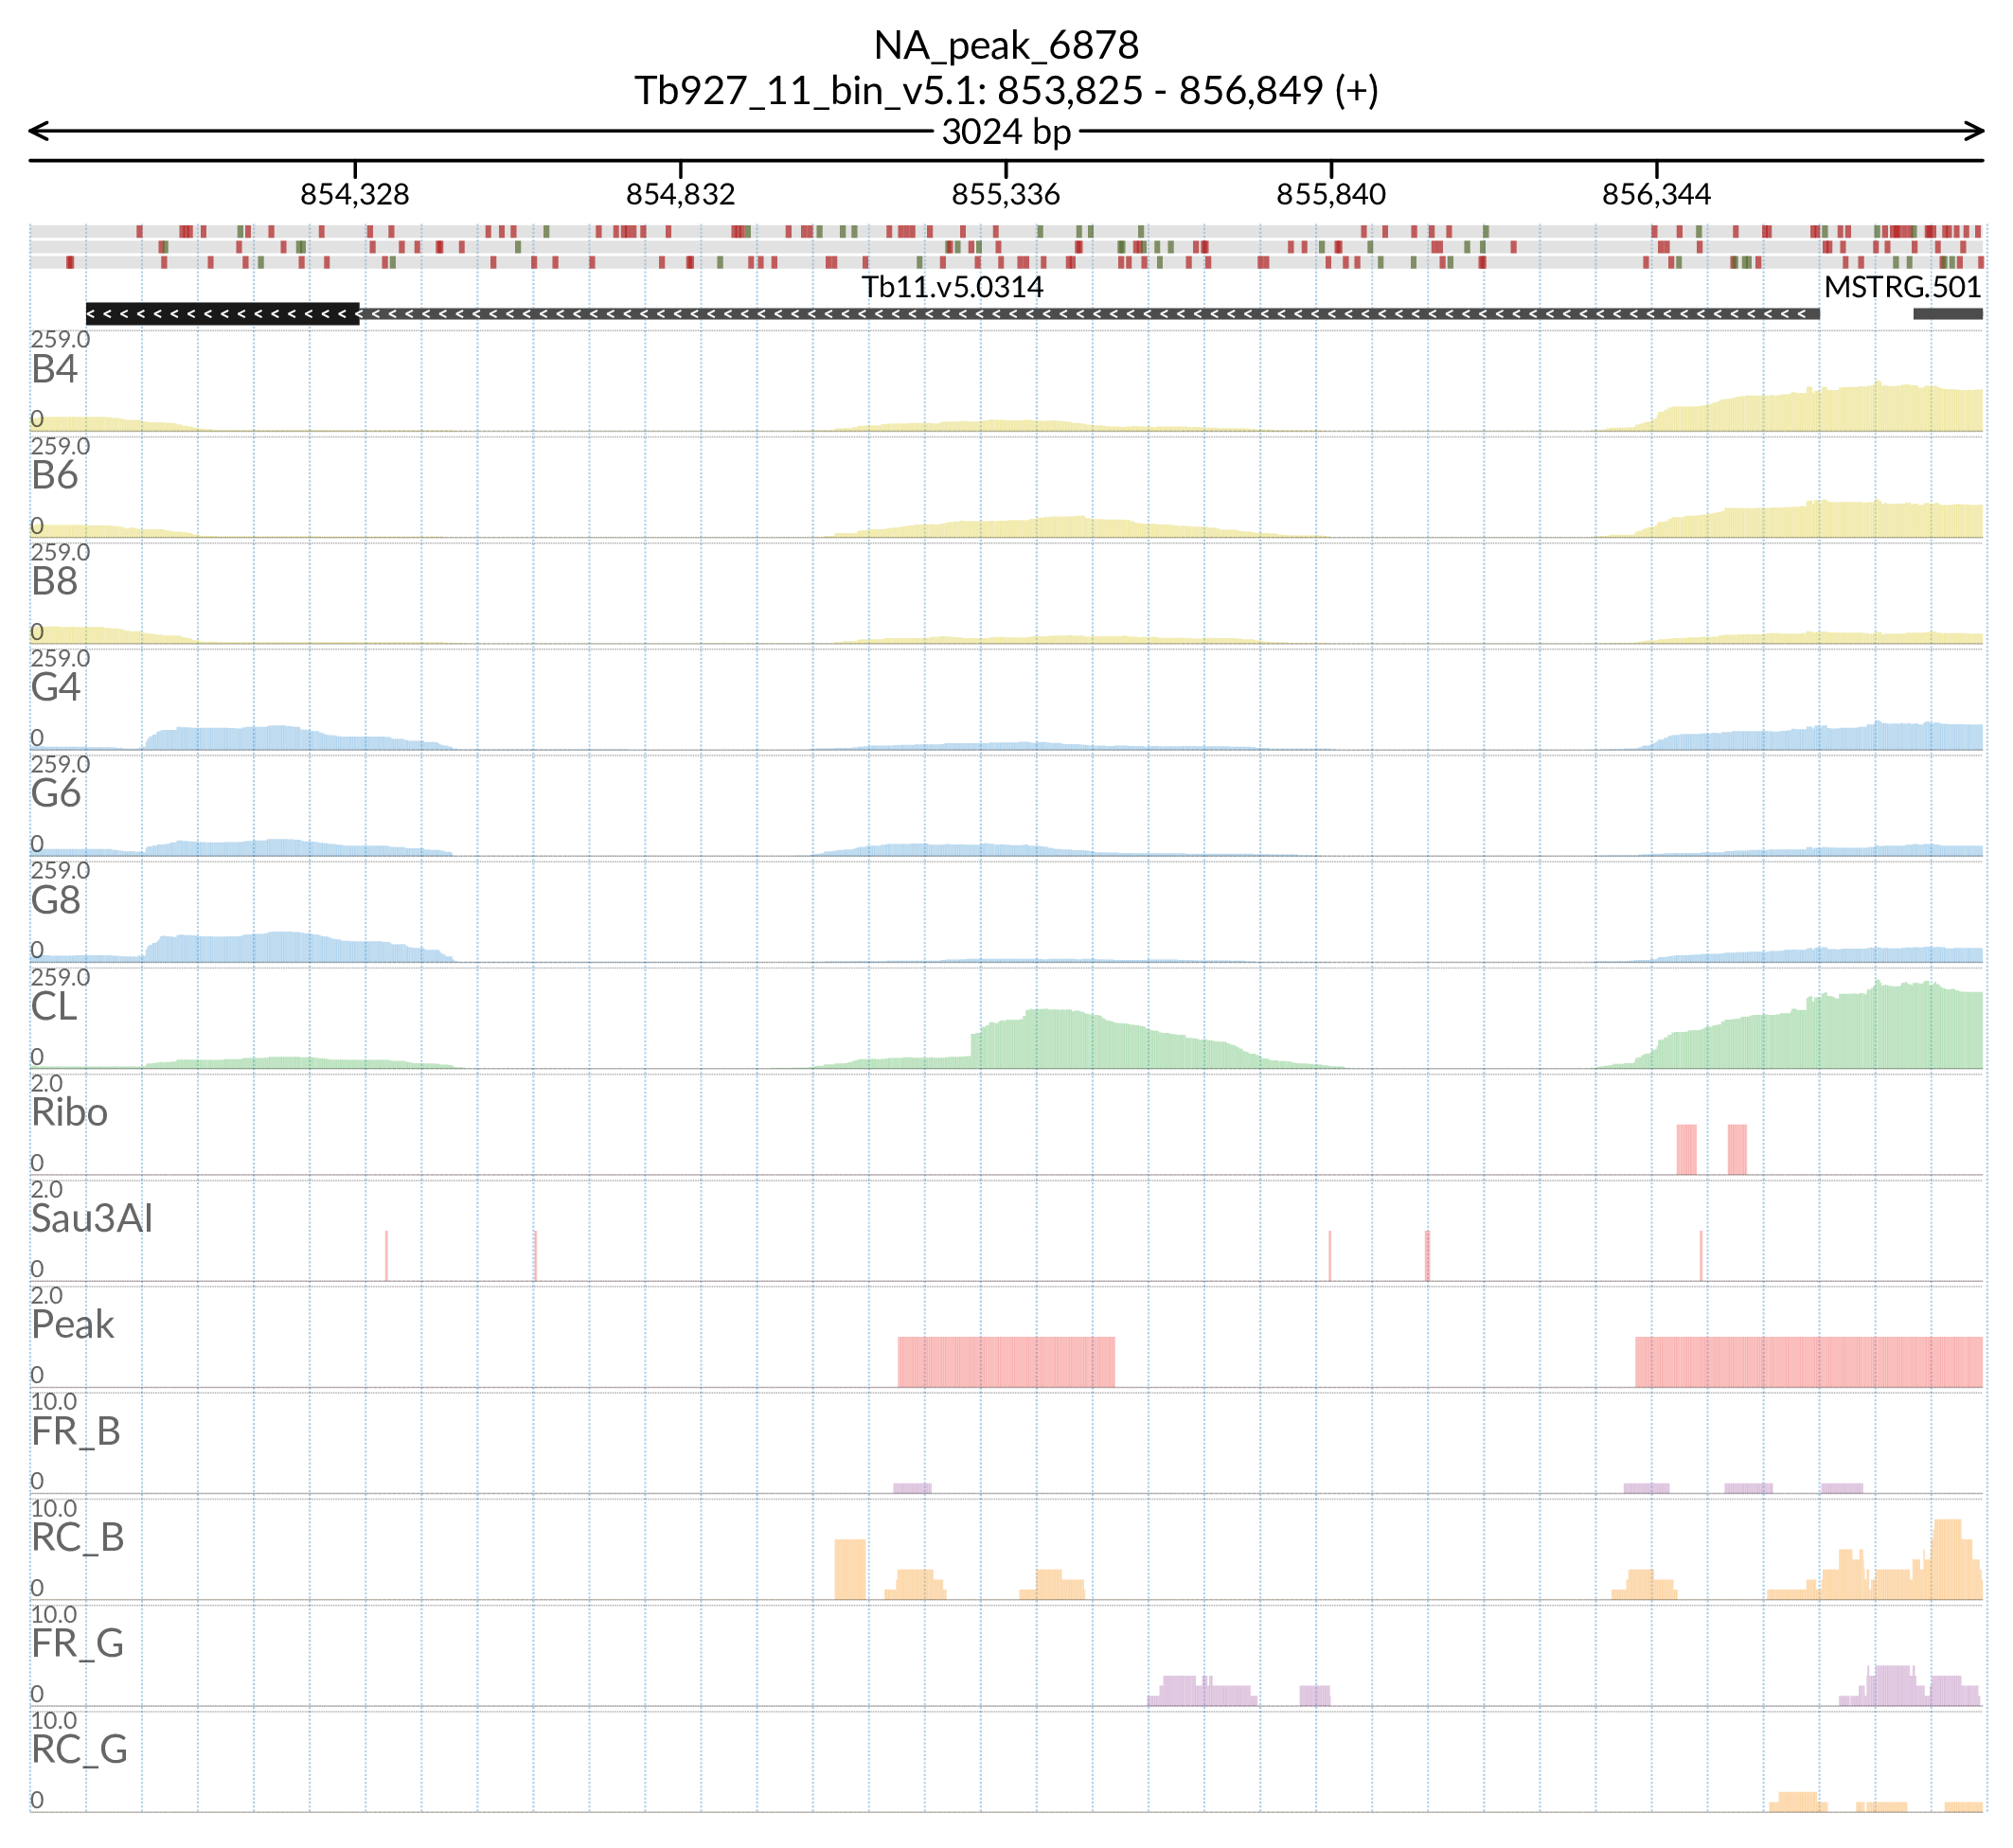 NA_peak_6878
Tb927_11_bin_v5.1: 853,825 - 856,849 (+)
3024 bp
854,328 854,832 855,336 855,840 856,344
Tb11.v5.0314 MSTRG.501
259.0
B4
0
259.0
B6
0
259.0
B8
0
259.0
G4
0
259.0
G6
0
259.0
G8
0
259.0
CL
0
2.0
Ribo
0
2.0
Sau3AI
0
2.0
Peak
0
10.0
FR_B
0
10.0
RC_B
0
10.0
FR_G
0
10.0
RC_G
0